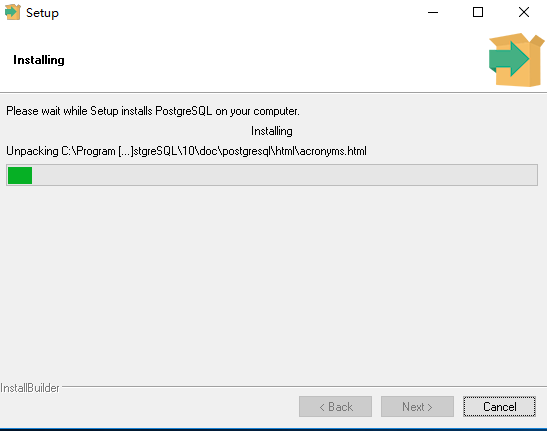 Setup
Installing
Please wait while Setup installs PostgreSQL on your computer.
Installing
Unpacking C:\Program [...]stgreSQL\10\doc\postgresql\html\acronyms.html
InstallBuilder
< Back
Next >
Cancel